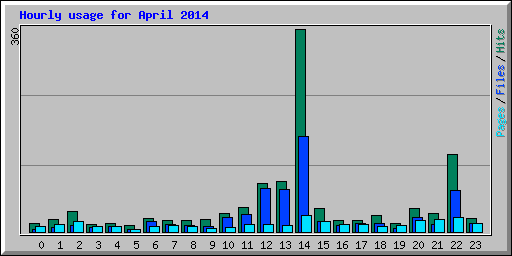 Hourly usage for April 2014
360
Pages/Files/Hits
0 1 2 3 4 5 6 7 8 9 10 11 12 13 14 15 16 17 18 19 20 21 22 23